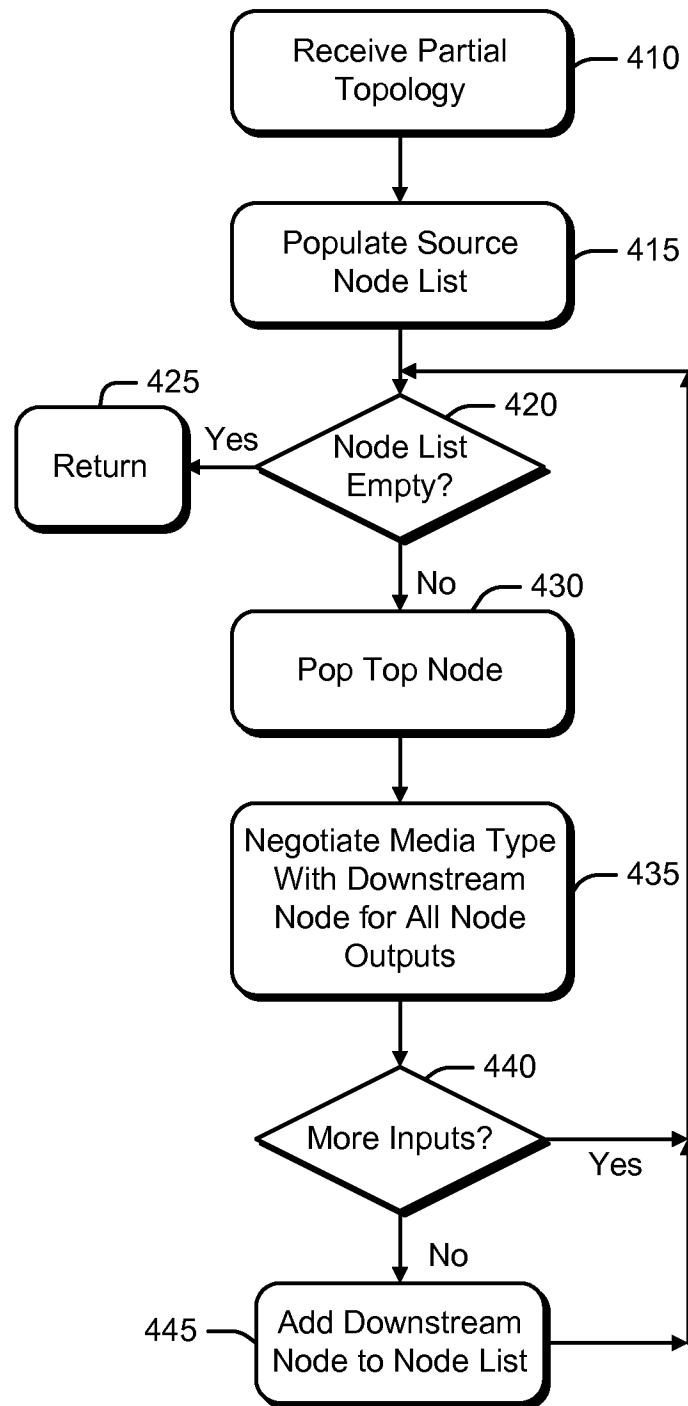 Receive Partial
Topology
410
Populate Source
Node List
415
425
420
Return
Yes
Node List
Empty?
No
430
Pop Top Node
Negotiate Media Type
With Downstream
Node for All Node
Outputs
435
440
More Inputs?
Yes
No
445
Add Downstream
Node to Node List